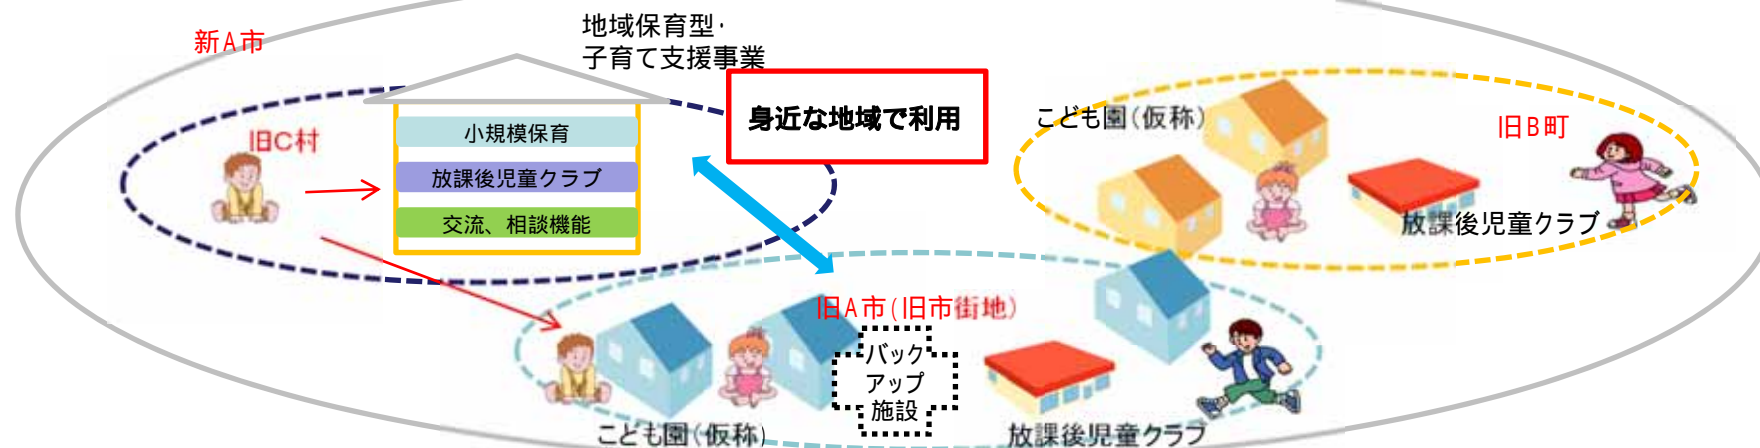 新A市
地域保育型・
子育て支援事業
身近な地域で利用
旧C村
小規模保育
放課後児童クラブ
交流、相談機能
こども園(仮称)
旧B町
放課後児童クラブ
旧A市(旧市街地)
バック
アップ
施設
こども園(仮称)
放課後児童クラブ